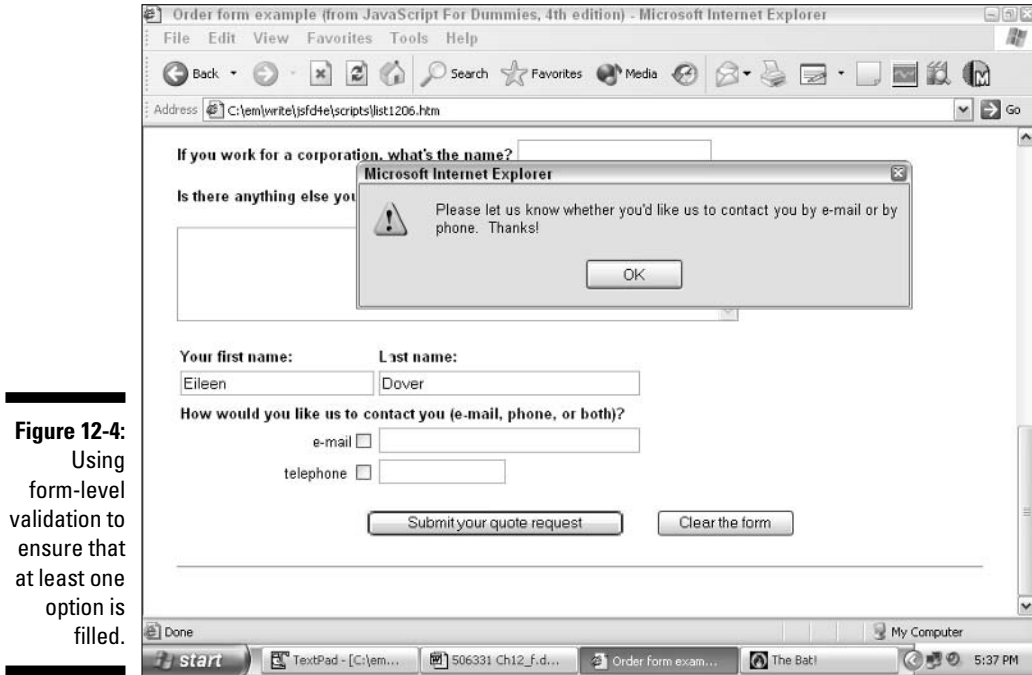 Order form example (from JavaScript For Dummies, 4th edition) - Microsoft Internet Explorer
File Edit View Favorites Tools Help
Back Search Favorites Media
Address C:\em\write\jsfd4e\scripts\list1206.htm Go
If you work for a corporation, what's the name?
Microsoft Internet Explorer
Is there anything else you
Please let us know whether you'd like us to contact you by e-mail or by
phone. Thanks!
OK
Your first name: Last name:
Eileen Dover
How would you like us to contact you (e-mail, phone, or both)?
e-mail
telephone
Submit your quote request Clear the form
Done My Computer
start TextPad - [C:\em... 506331 Ch12_f.d... Order form exam... The Bat! 5:37 PM
Figure 12-4:
Using
form-level
validation to
ensure that
at least one
option is
filled.